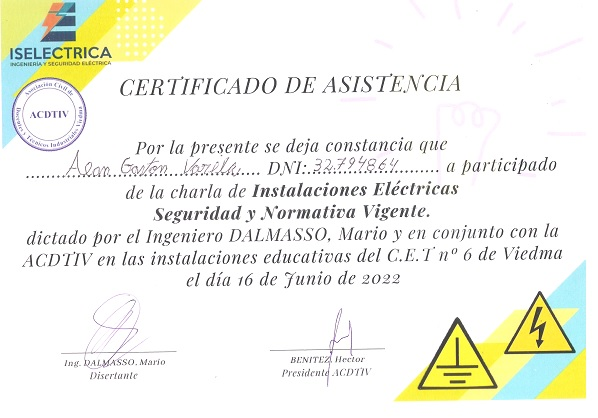 ISELECTRICA
INGENIERÍA Y SEGURIDAD ELÉCTRICA
Asociación Civil de
ACDTIV
Docentes y Técnicos Industriales Viedma
CERTIFICADO DE ASISTENCIA
Por la presente se deja constancia que
Alan Gaston Varela DNI: 32794864 a participado
de la charla de Instalaciones Eléctricas
Seguridad y Normativa Vigente.
dictado por el Ingeniero DALMASSO, Mario y en conjunto con la
ACDTIV en las instalaciones educativas del C.E.T nº 6 de Viedma
el día 16 de Junio de 2022
Ing. DALMASSO. Mario
Disertante
BENITEZ. Hector
Presidente ACDTIV